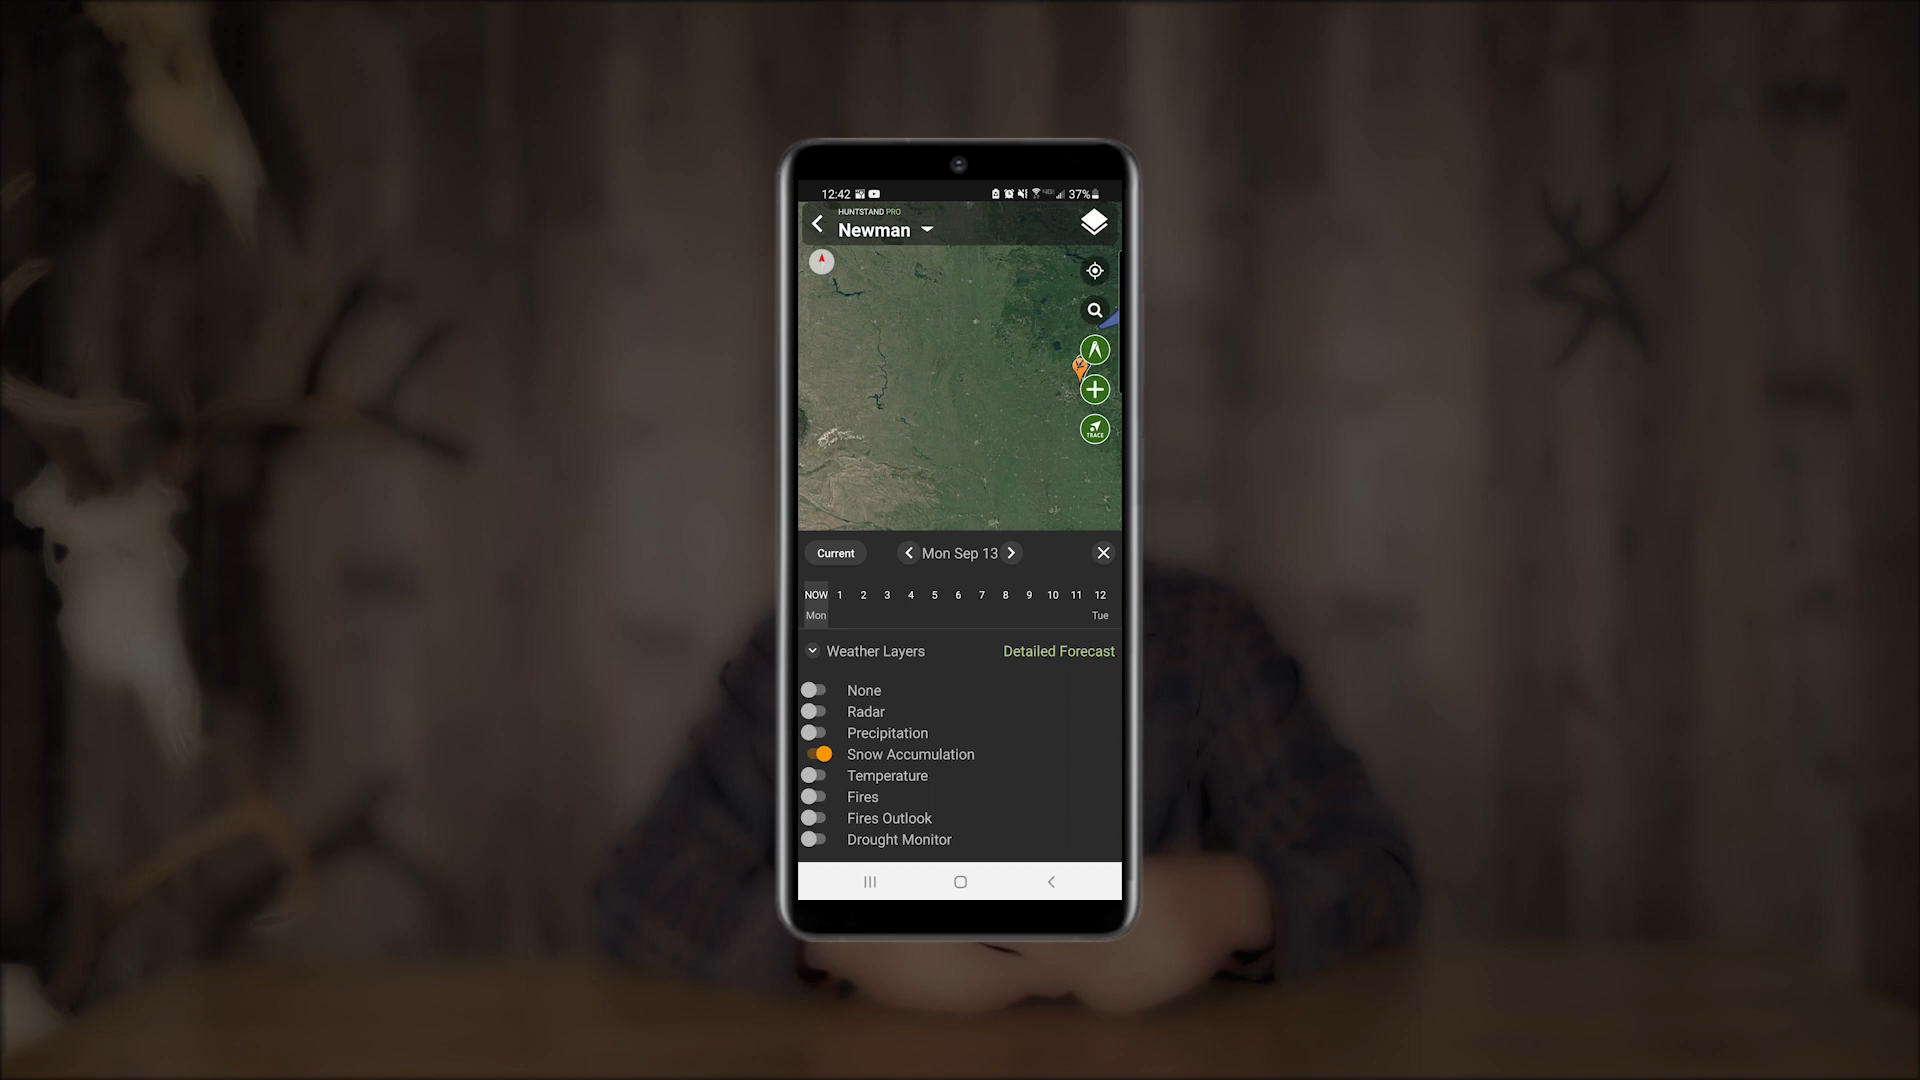 12:42 37%
HUNTSTAND PRO
Newman
TRACE
Current Mon Sep 13
NOW 1 2 3 4 5 6 7 8 9 10 11 12
Mon Tue
Weather Layers Detailed Forecast
None
Radar
Precipitation
Snow Accumulation
Temperature
Fires
Fires Outlook
Drought Monitor